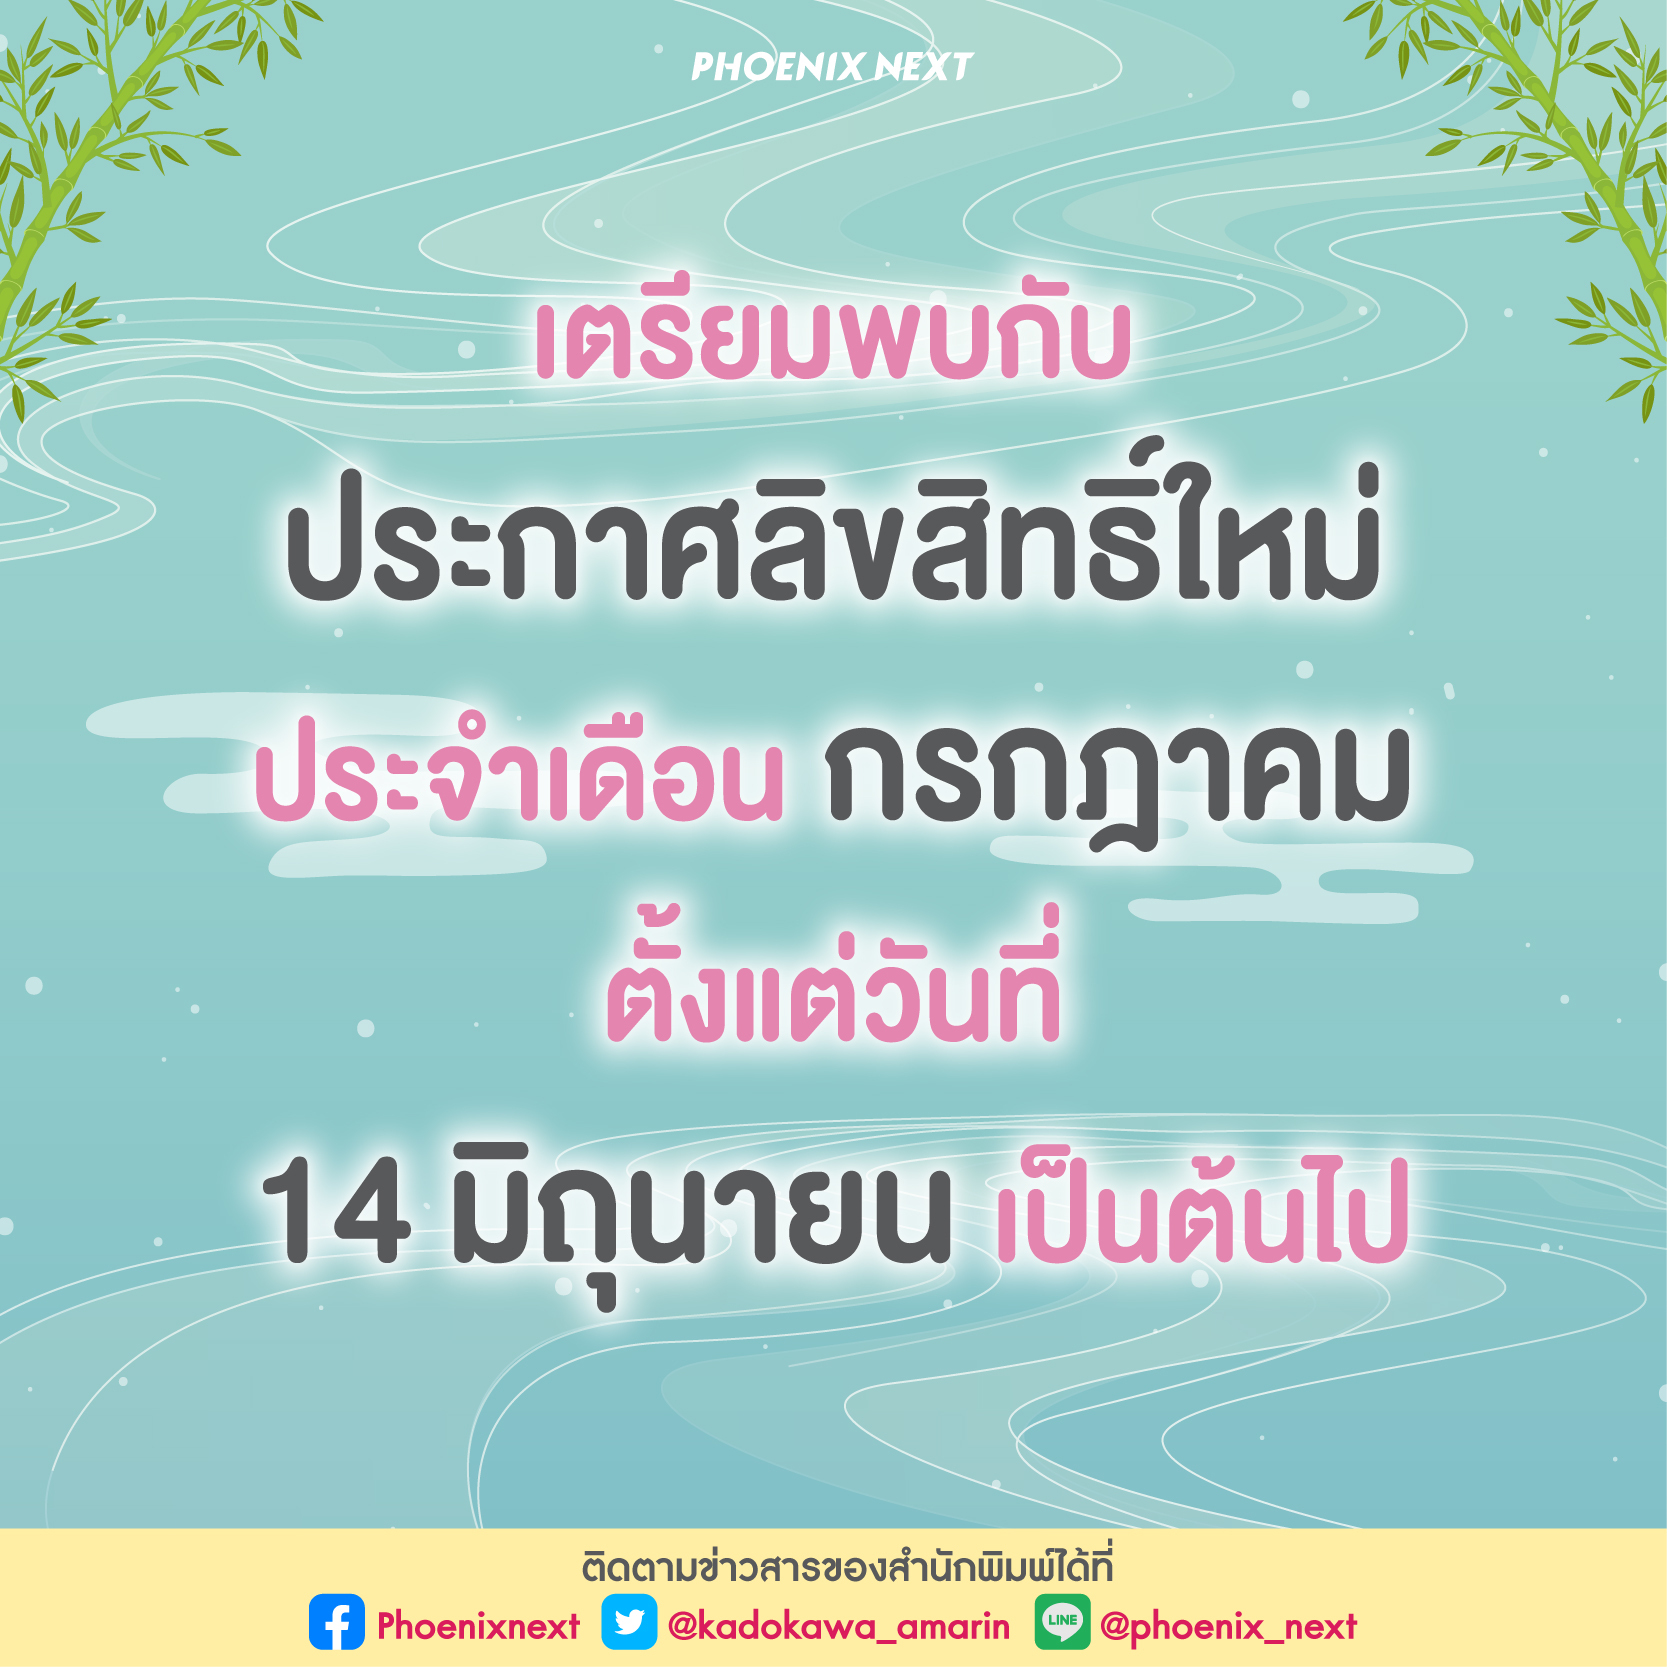 PHOENIX NEXT
เตรียมพบกับ
ประกาศลิขสิทธิ์ใหม่
ประจำเดือน กรกฎาคม
ตั้งแต่วันที่
14 มิถุนายน เป็นต้นไป
ติดตามข่าวสารของสำนักพิมพ์ได้ที่
Phoenixnext @kadokawa_amarin LINE @phoenix_next